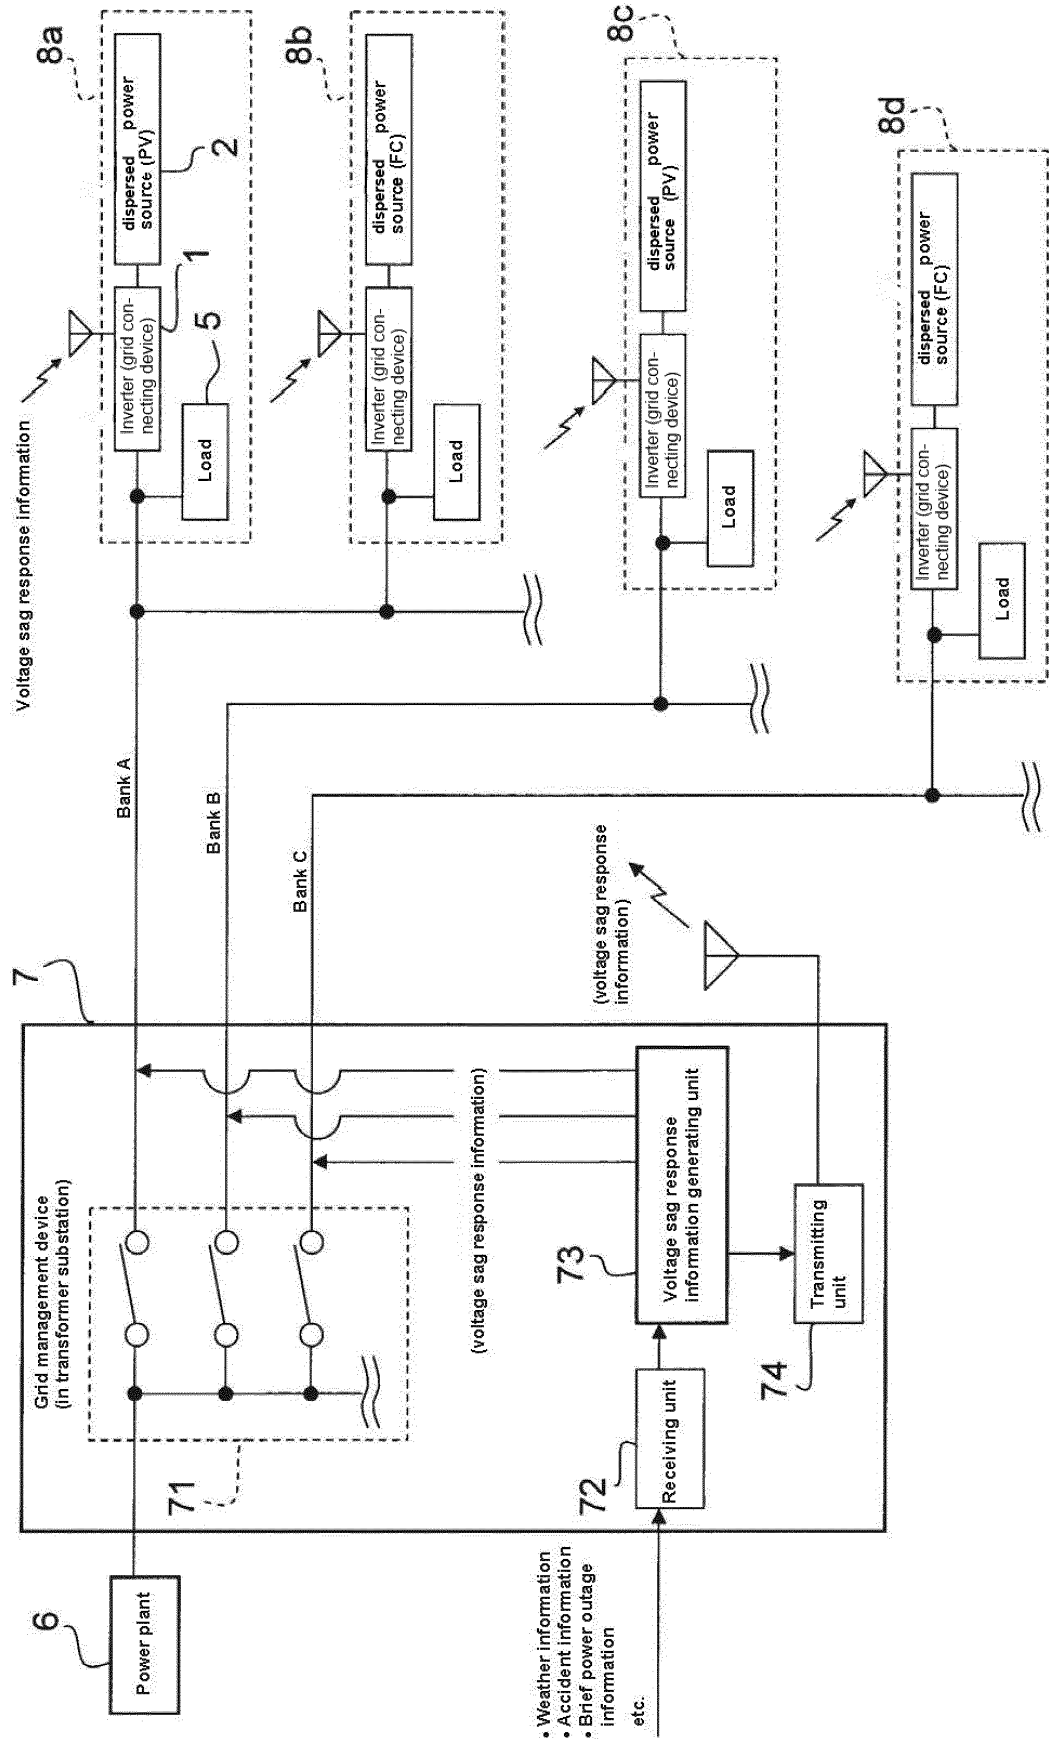 6
Power plant
Grid management device
(in transformer substation)
7
71
• Weather information
• Accident information
• Brief power outage
information
etc.
72
Receiving unit
73
Voltage sag response
information generating unit
74
Transmitting
unit
(voltage sag response information)
(voltage sag response
information)
Bank A
Bank B
Bank C
Voltage sag response information
8a
Inverter (grid con-
necting device)
1
dispersed power
source (PV)
2
Load
5
8b
Inverter (grid con-
necting device)
dispersed power
source (FC)
Load
8c
Inverter (grid con-
necting device)
dispersed power
source (PV)
Load
8d
Inverter (grid con-
necting device)
dispersed power
source (FC)
Load